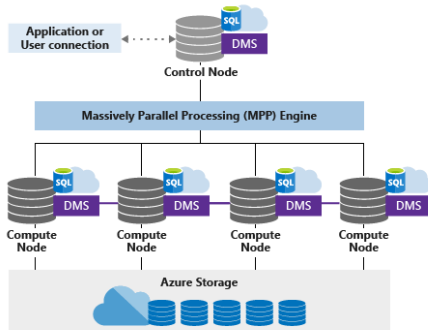 SQL
Application or
User connection
DMS
Control Node
Massively Parallel Processing (MPP) Engine
SQL SQL SQL SQL
DMS DMS DMS DMS
Compute Compute Compute Compute
Node Node Node Node
Azure Storage